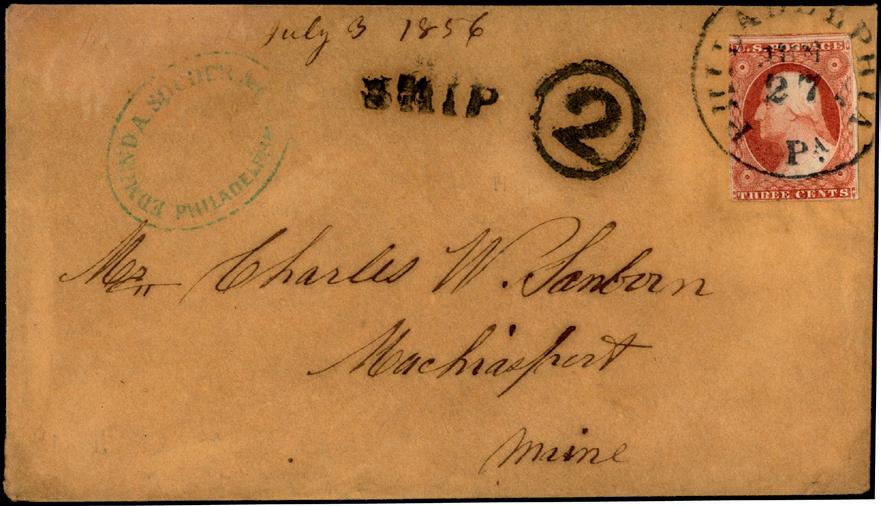 July 3 1856
EDMUND A. SOUDER & Co
PHILADELPHIA
SHIP
2
PHILADELPHIA
27
PA
U.S. POSTAGE
THREE CENTS
Mr Charles W. Sanborn
Machiasport
Maine